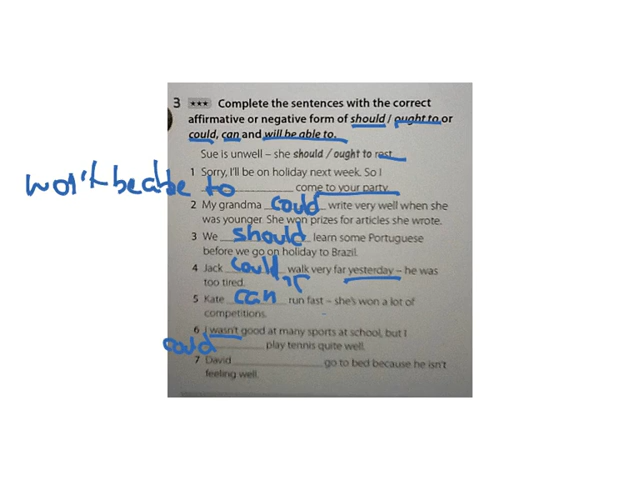 3 *** Complete the sentences with the correct
affirmative or negative form of should / ought to or
could, can and will be able to.
Sue is unwell – she should / ought to rest.
1 Sorry, I'll be on holiday next week. So I
won't be able to ____________ come to your party.
2 My grandma could write very well when she
was younger. She won prizes for articles she wrote.
3 We should learn some Portuguese
before we go on holiday to Brazil.
4 Jack couldn't walk very far yesterday – he was
too tired.
5 Kate can run fast – she's won a lot of
competitions.
6 I wasn't good at many sports at school, but I
could ____________ play tennis quite well.
7 David ____________ go to bed because he isn't
feeling well.